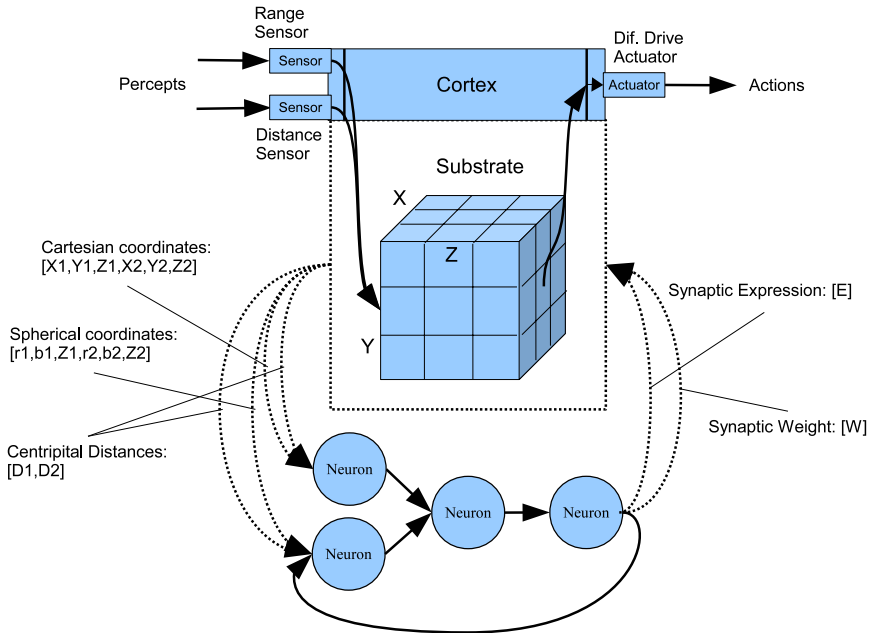 Range
Sensor
Dif. Drive
Actuator
Sensor
Percepts
Cortex
Actuator
Actions
Sensor
Distance
Sensor
Substrate
X
Z
Y
Cartesian coordinates:
[X1,Y1,Z1,X2,Y2,Z2]
Spherical coordinates:
[r1,b1,Z1,r2,b2,Z2]
Centripital Distances:
[D1,D2]
Synaptic Expression: [E]
Synaptic Weight: [W]
Neuron
Neuron
Neuron
Neuron